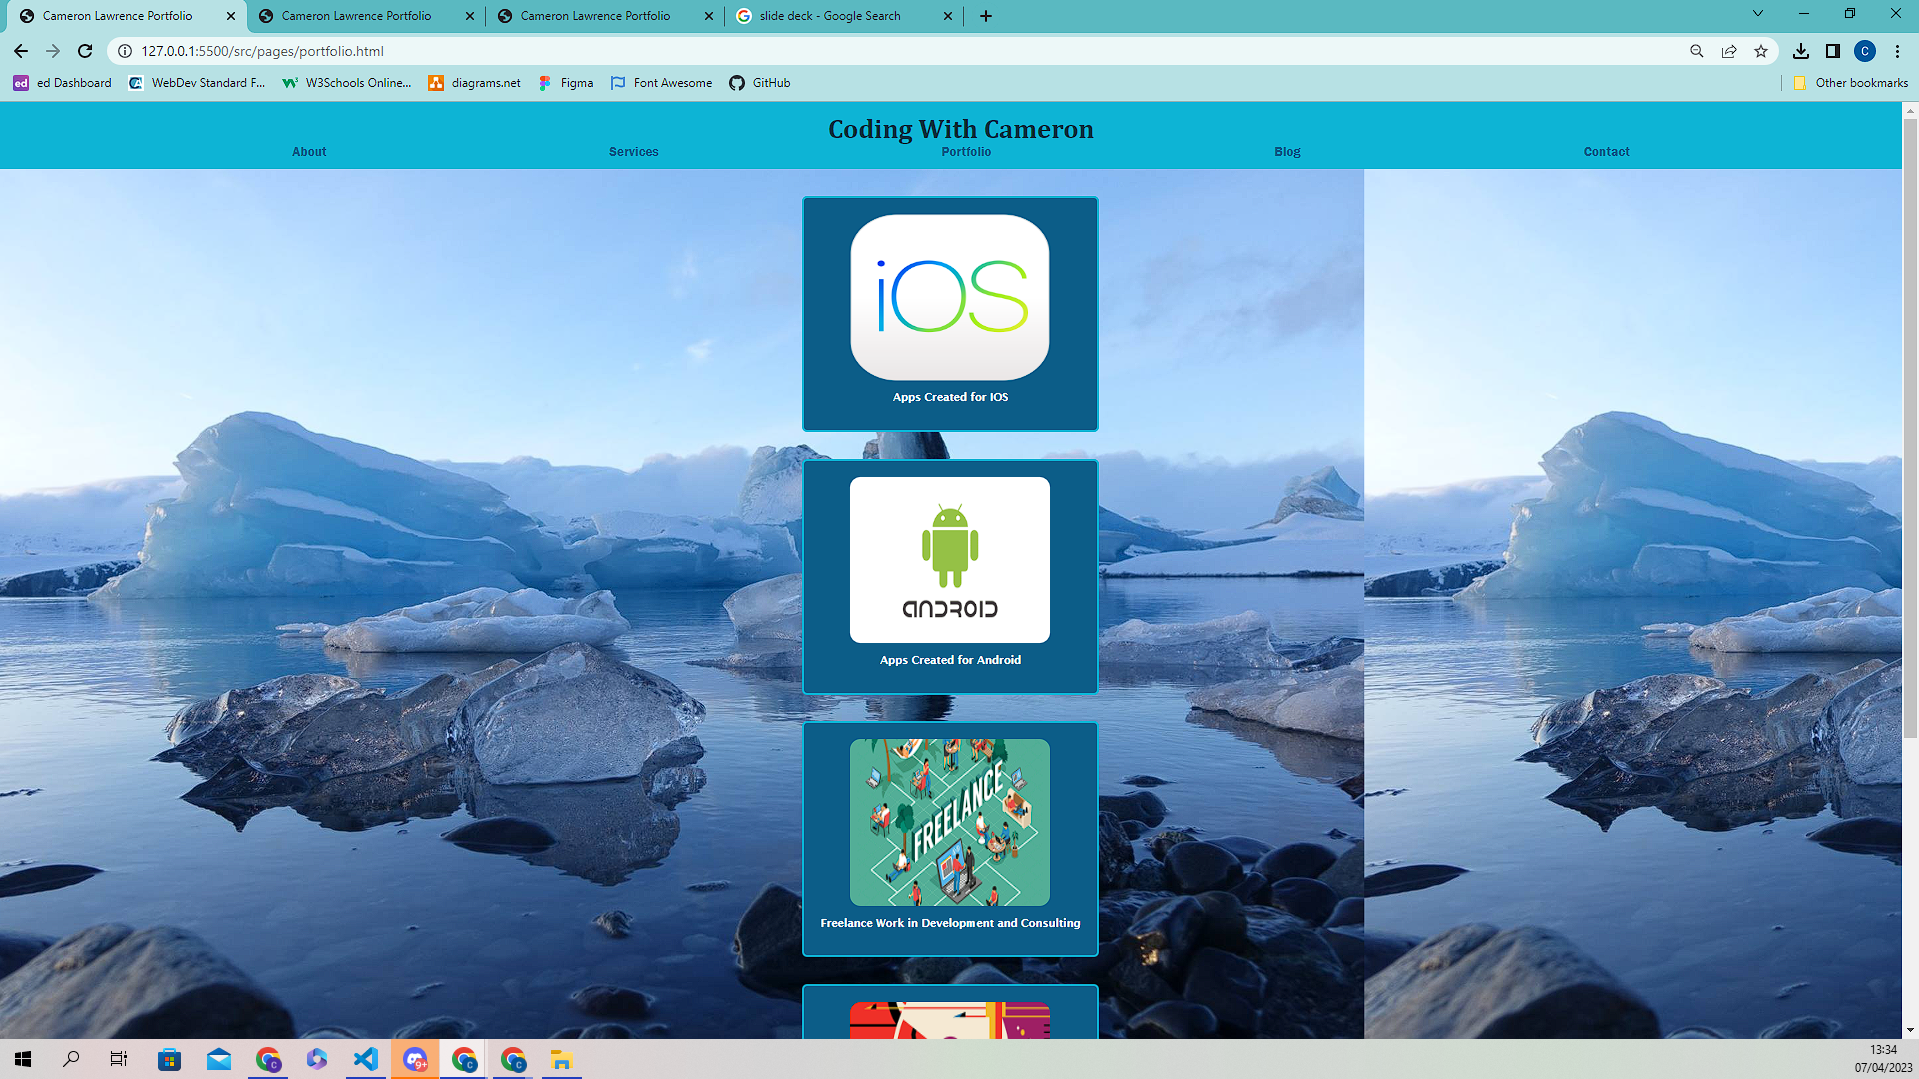 Cameron Lawrence Portfolio
Cameron Lawrence Portfolio
Cameron Lawrence Portfolio
slide deck - Google Search
127.0.0.1:5500/src/pages/portfolio.html
C
ed
ed Dashboard
WebDev Standard F...
W3Schools Online...
diagrams.net
Figma
Font Awesome
GitHub
Other bookmarks
Coding With Cameron
About
Services
Portfolio
Blog
Contact
iOS
Apps Created for IOS
ANDROID
Apps Created for Android
FREELANCE
Freelance Work in Development and Consulting
C
9+
C
C
13:34
07/04/2023